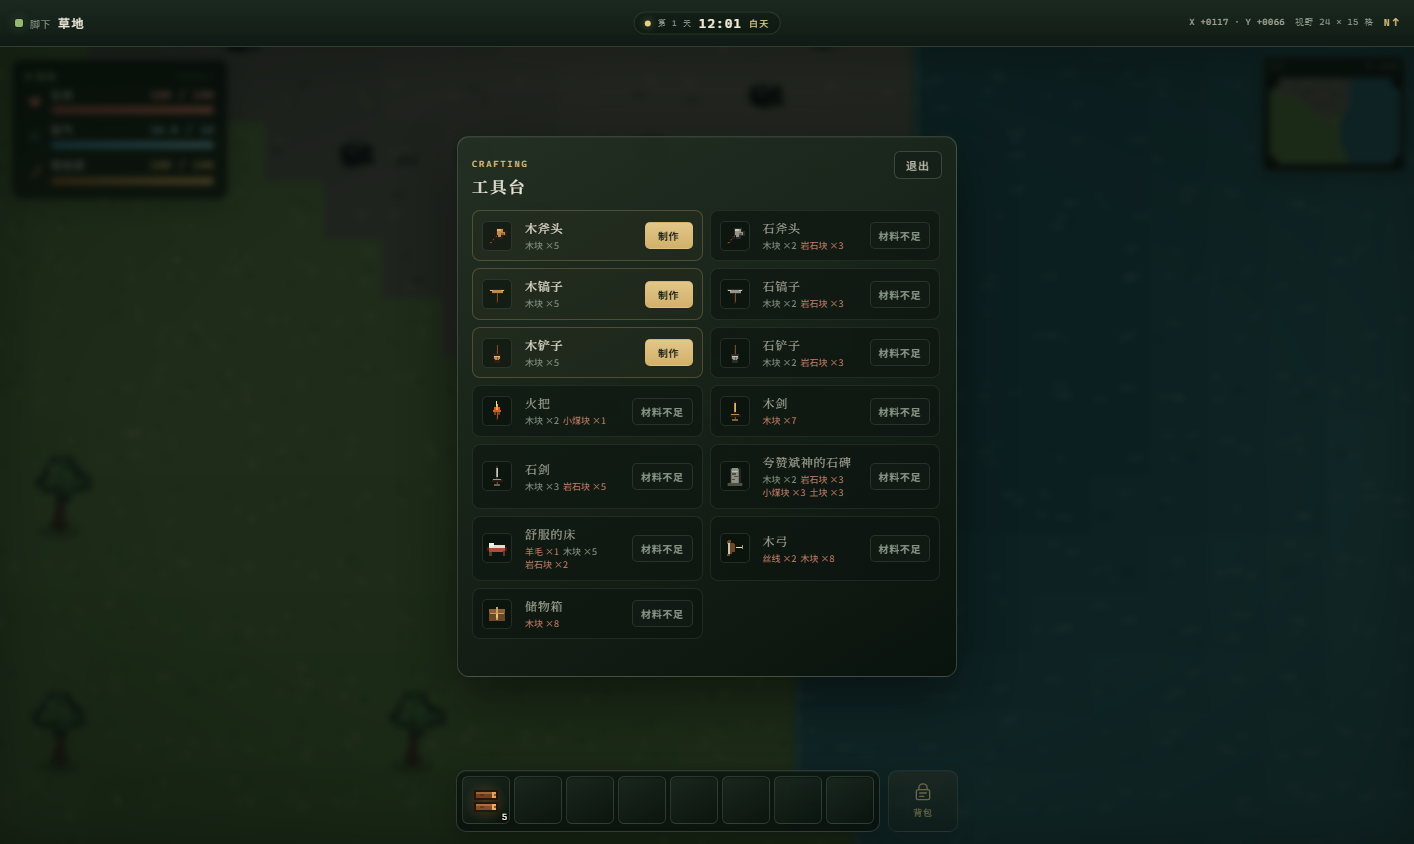 脚下 草地
第 1 天 12:01 白天
X +0117 · Y +0066 视野 24 × 15 格 N↑
CRAFTING
工具台
退出
木斧头
木块 ×5
制作
石斧头
木块 ×2 岩石块 ×3
材料不足
木镐子
木块 ×5
制作
石镐子
木块 ×2 岩石块 ×3
材料不足
木铲子
木块 ×5
制作
石铲子
木块 ×2 岩石块 ×3
材料不足
火把
木块 ×2 小煤块 ×1
材料不足
木剑
木块 ×7
材料不足
石剑
木块 ×3 岩石块 ×5
材料不足
夸赞斌神的石碑
木块 ×2 岩石块 ×3
小煤块 ×3 土块 ×3
材料不足
舒服的床
羊毛 ×1 木块 ×5
岩石块 ×2
材料不足
木弓
丝线 ×2 木块 ×8
材料不足
储物箱
木块 ×8
材料不足
5
背包